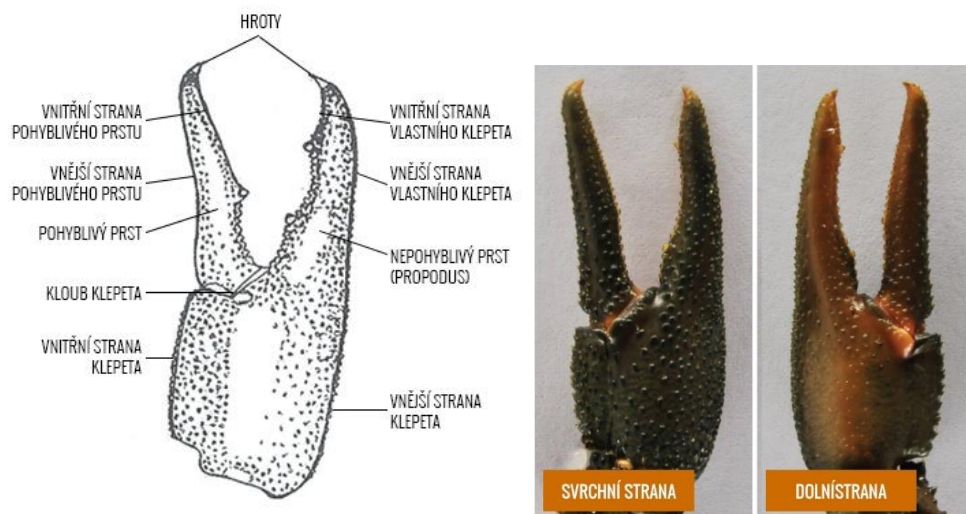 HROTY
VNITŘNÍ STRANA
POHYBLIVÉHO PRSTU
VNĚJŠÍ STRANA
POHYBLIVÉHO PRSTU
POHYBLIVÝ PRST
KLOUB KLEPETA
VNITŘNÍ STRANA
KLEPETA
VNITŘNÍ STRANA
VLASTNÍHO KLEPETA
VNĚJŠÍ STRANA
VLASTNÍHO KLEPETA
NEPOHYBLIVÝ PRST
(PROPODUS)
VNĚJŠÍ STRANA
KLEPETA
SVRCHNÍ STRANA
DOLNÍSTRANA